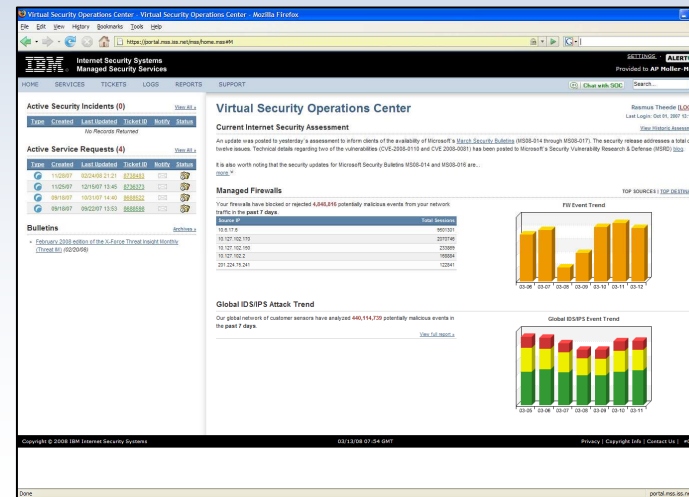 Virtual Security Operations Center - Virtual Security Operations Center - Mozilla Firefox
File Edit View History Bookmarks Tools Help
https://portal.mss.iss.net/mss/home.mss#M
IBM Internet Security Systems
Managed Security Services
SETTINGS ALERT
Provided to AP Moller-M
HOME SERVICES TICKETS LOGS REPORTS SUPPORT
Chat with SOC Search...
Active Security Incidents (0) View All »
Type Created Last Updated Ticket ID Notify Status
No Records Returned
Active Service Requests (4) View All »
Type Created Last Updated Ticket ID Notify Status
11/20/07 02/24/08 21:21
11/25/07 12/15/07 13:45
09/18/07 10/31/07 14:40
09/18/07 09/22/07 13:53
Bulletins Archives »
February 2008 edition of the X-Force Threat Insight Monthly
(Threat IM) (02/20/08)
Virtual Security Operations Center
Rasmus Theede [LO
Last Login: Oct 01, 2007 12:
Current Internet Security Assessment
View Historic Assess
An update was posted to yesterday's assessment to inform clients of the availability of Microsoft's March Security Bulletins (MS08-014 through MS08-017). The security release addresses a total o
twelve issues. Technical details regarding two of the vulnerabilities (CVE-2008-0110 and CVE 2008-0081) has been posted to Microsoft's Security Vulnerability Research & Defense (MSRD) blog.
It is also worth noting that the security updates for Microsoft Security Bulletins MS08-014 and MS08-016 are...
more
Managed Firewalls
TOP SOURCES | TOP DESTINA
Your firewalls have blocked or rejected 4,848,816 potentially malicious events from your network
traffic in the past 7 days.
Source IP Total Sessions
10.6.17.6
10.127.102.170 2070746
10.127.102.150 233889
10.127.102.2
201.224.75.241 122841
FW Event Trend
03-06 03-07 03-08 03-09 03-10 03-11 03-12
Global IDS/IPS Attack Trend
Our global network of customer sensors have analyzed 440,114,739 potentially malicious events in
the past 7 days.
View full report »
Global IDS/IPS Event Trend
03-05 03-06 03-07 03-08 03-09 03-10 03-11
Copyright © 2008 IBM Internet Security Systems 03/13/08 07:54 GMT Privacy | Copyright Info | Contact Us |
Done portal.mss.iss.ne